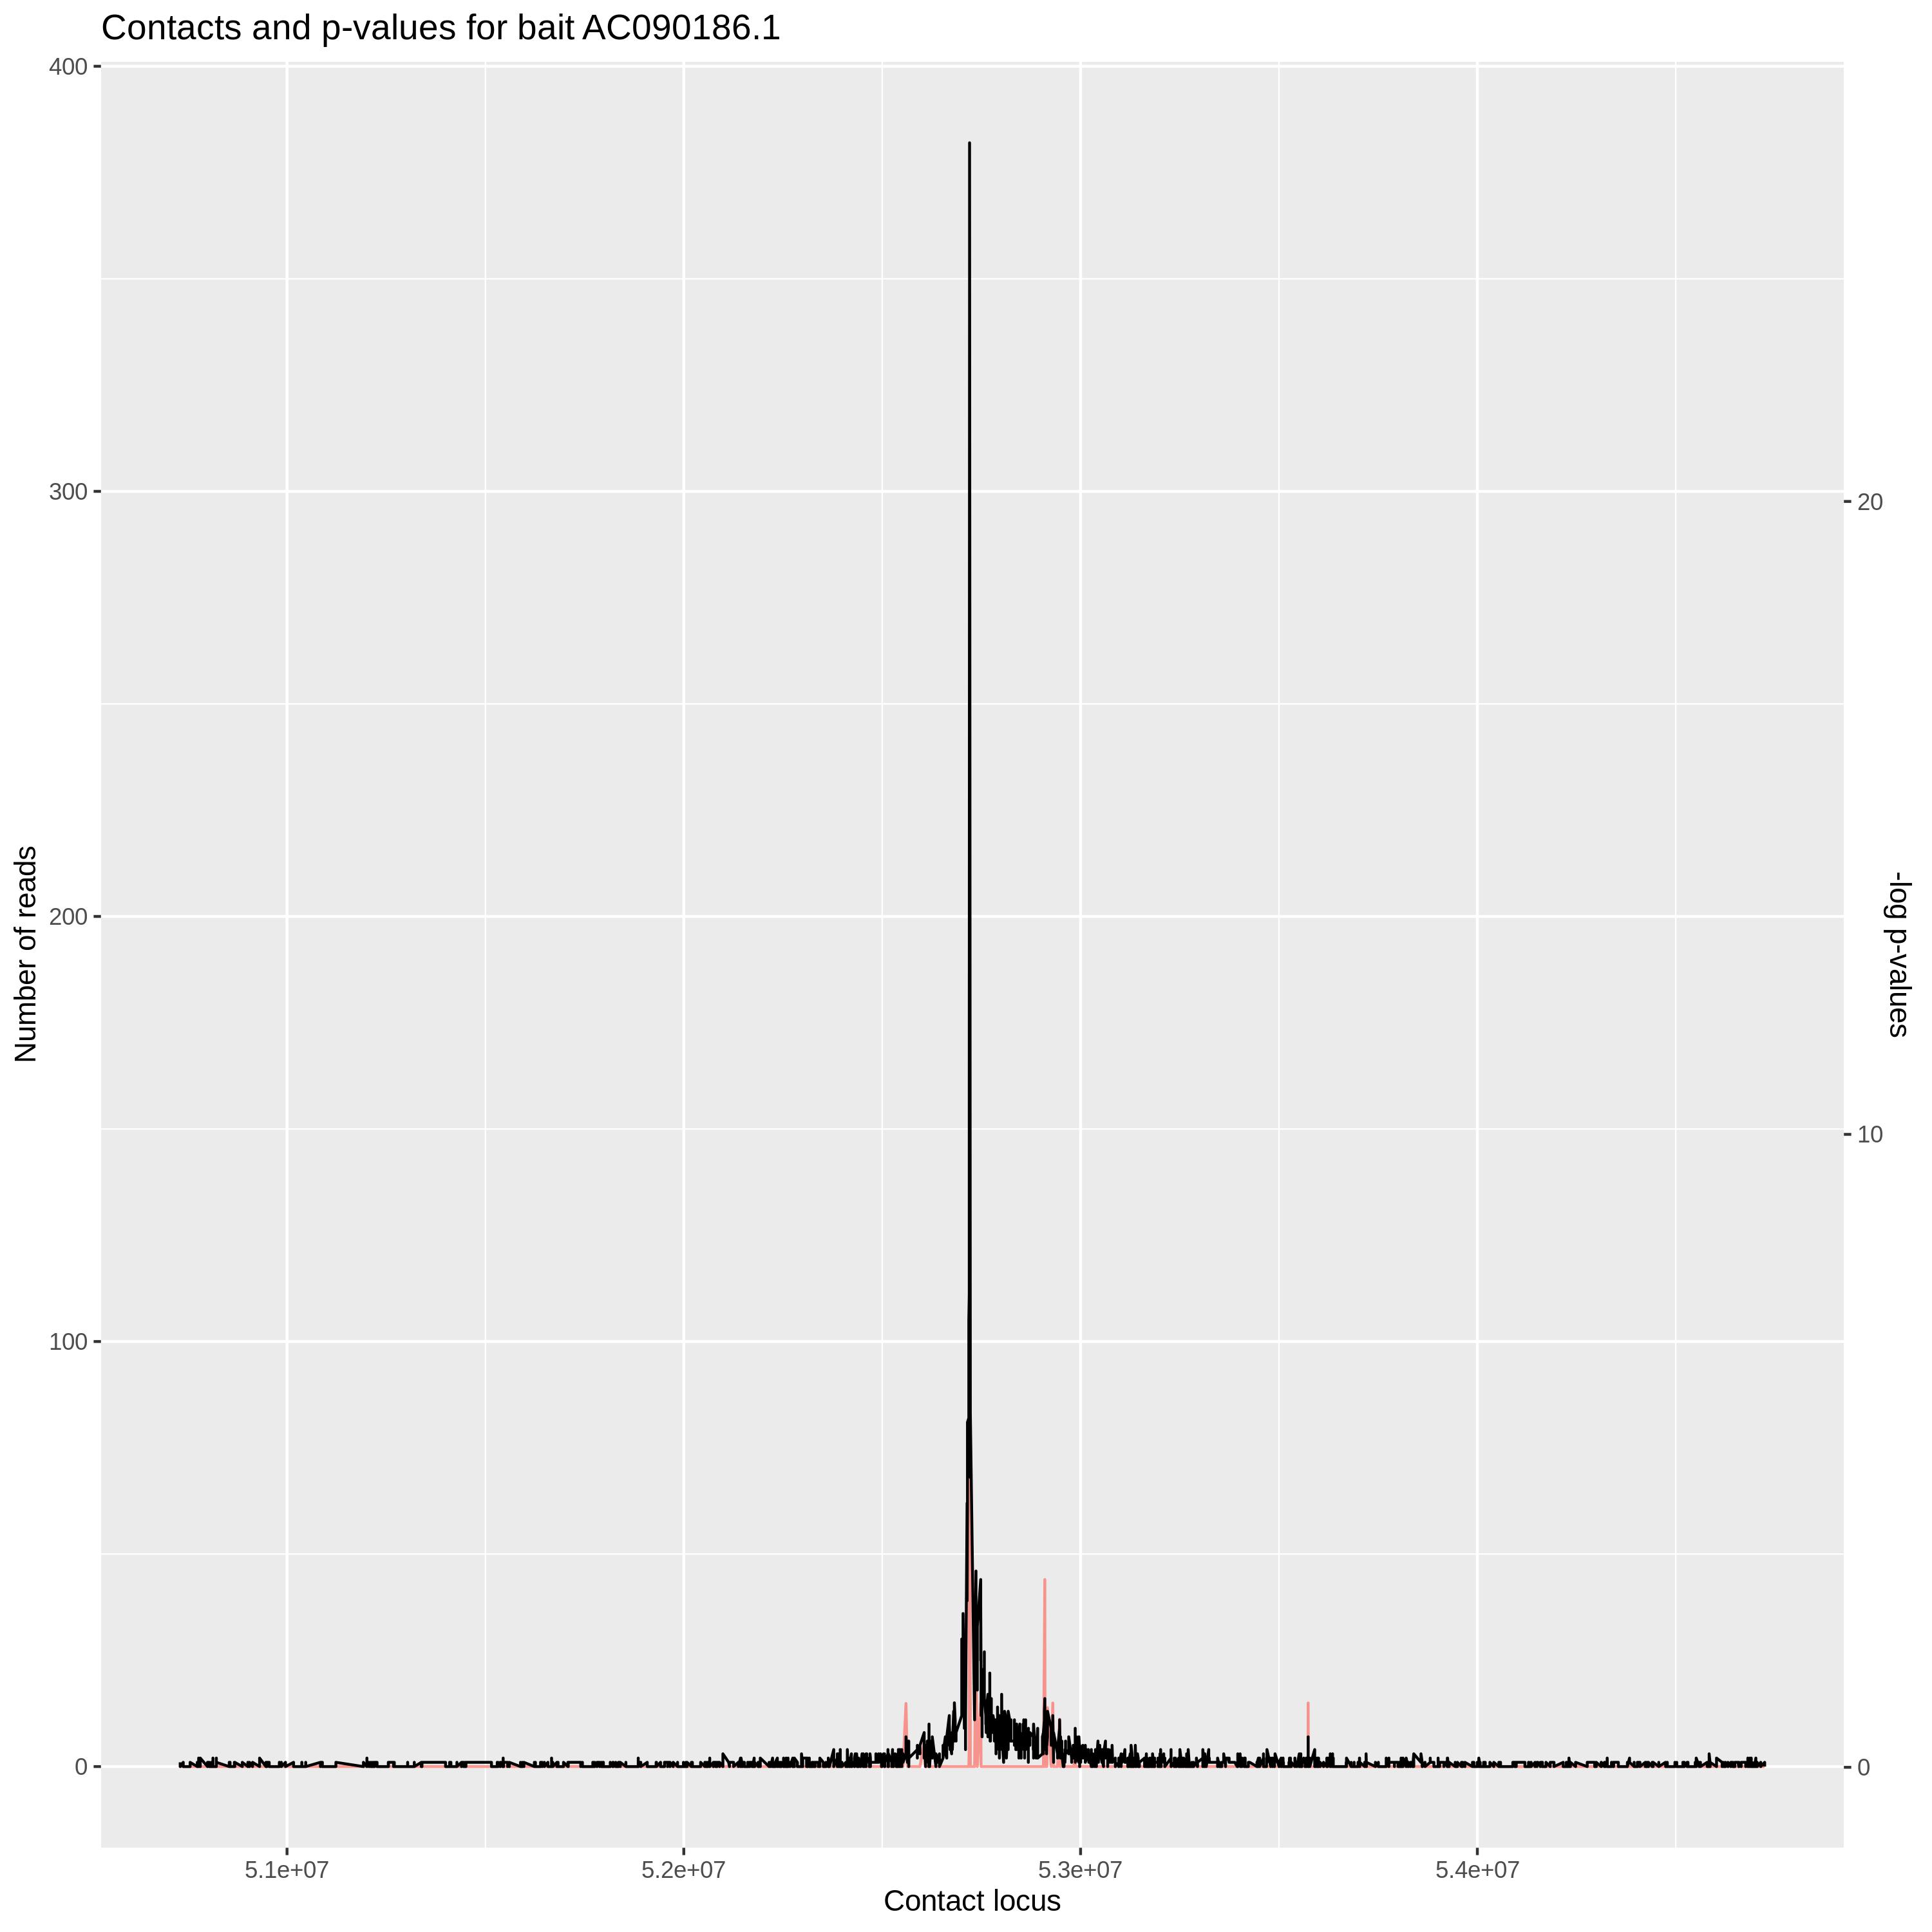 Contacts and p-values for bait AC090186.1
400
300
200
100
0
Number of reads
20
10
0
-log p-values
5.1e+07
5.2e+07
5.3e+07
5.4e+07
Contact locus